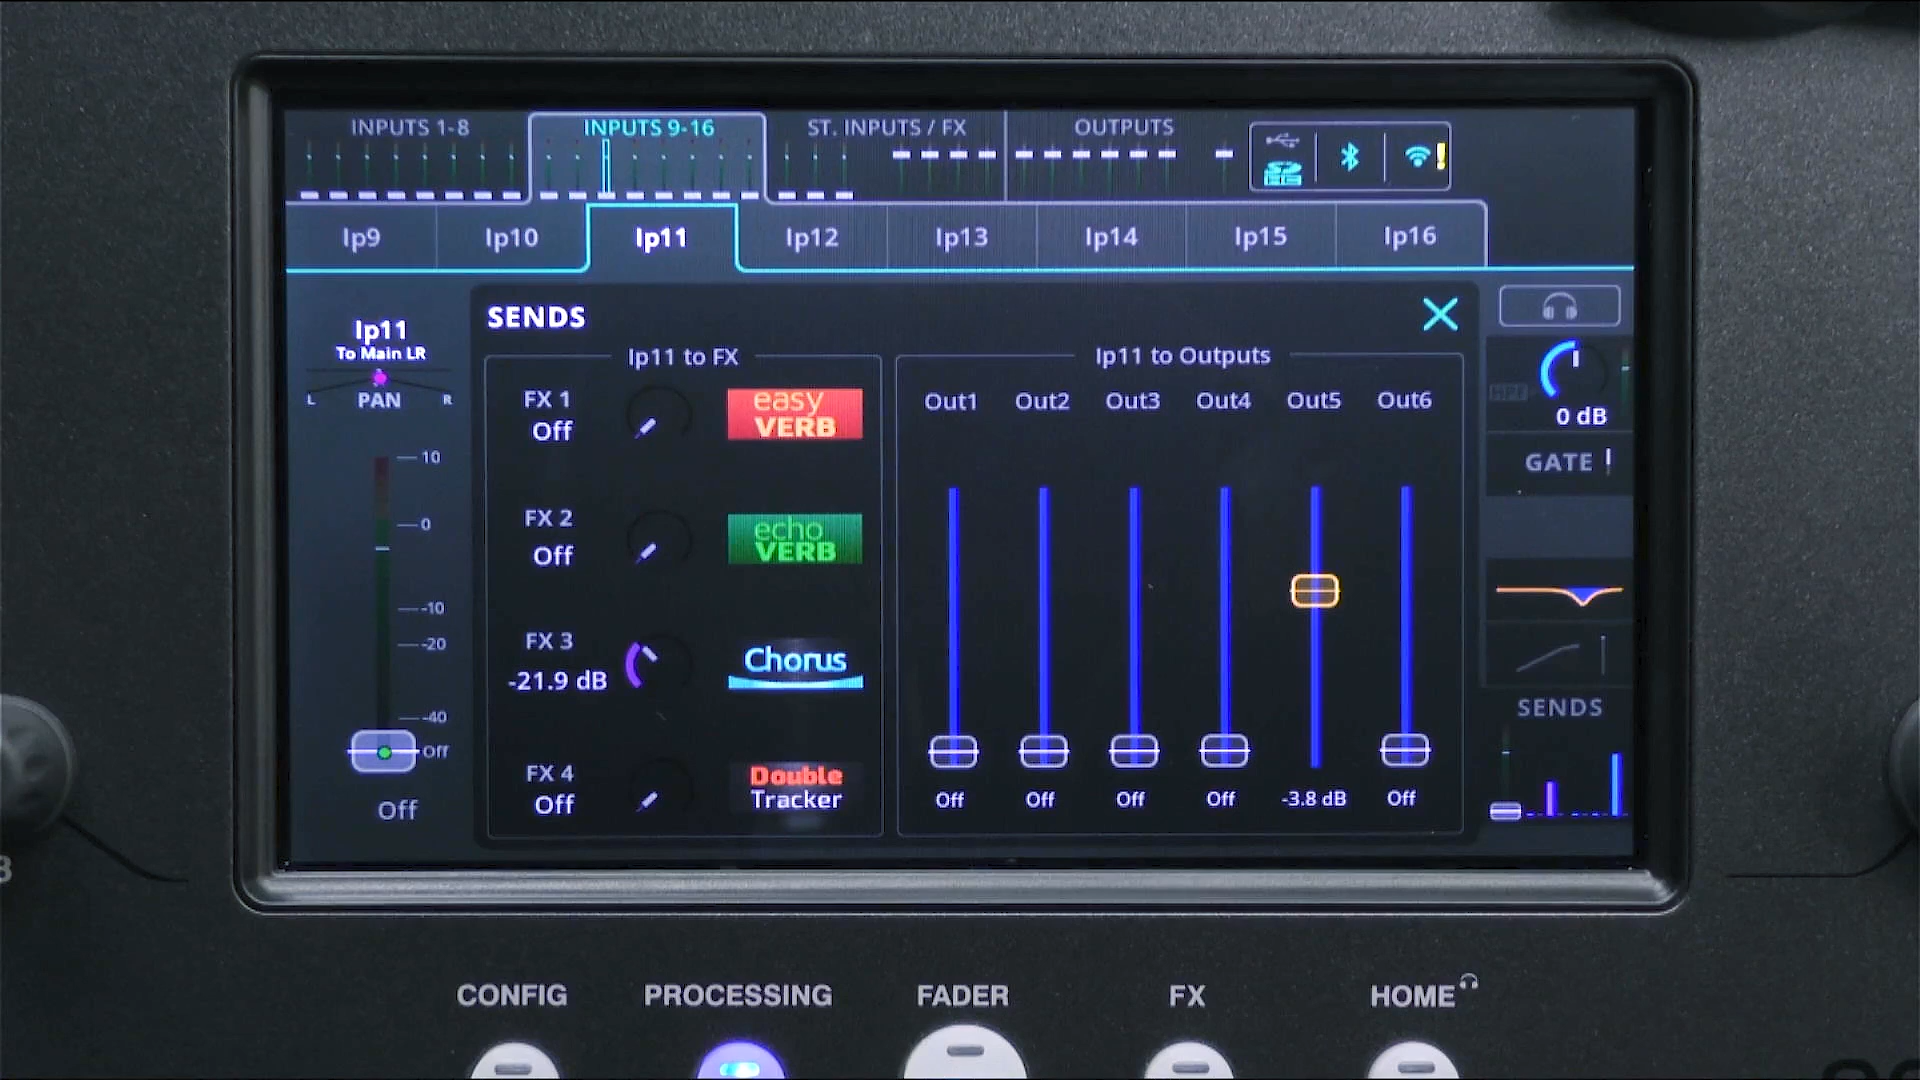 INPUTS 1-8
INPUTS 9-16
ST. INPUTS / FX
OUTPUTS
Ip9
Ip10
Ip11
Ip12
Ip13
Ip14
Ip15
Ip16
Ip11
To Main LR
L
PAN
R
10
0
-10
-20
-40
Off
Off
SENDS
Ip11 to FX
FX 1
Off
easy
VERB
FX 2
Off
echo
VERB
FX 3
-21.9 dB
Chorus
FX 4
Off
Double
Tracker
Ip11 to Outputs
Out1
Out2
Out3
Out4
Out5
Out6
Off
Off
Off
Off
-3.8 dB
Off
HPF
0 dB
GATE
SENDS
CONFIG
PROCESSING
FADER
FX
HOME